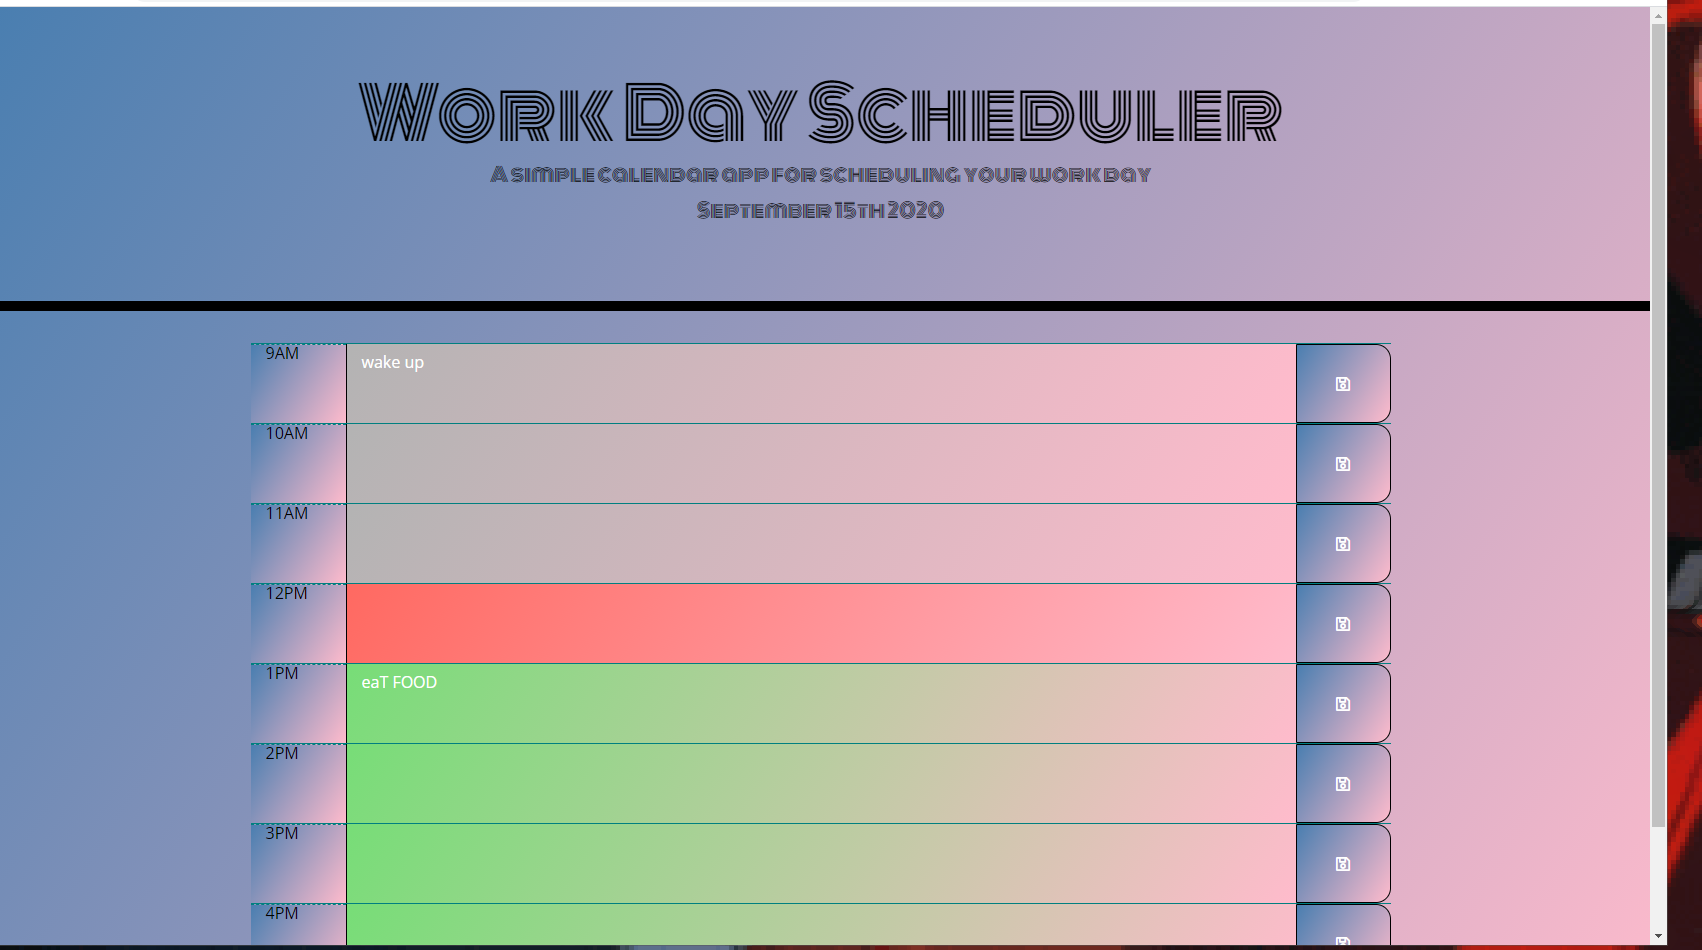 Work Day Scheduler
A simple calendar app for scheduling your work day
September 15th 2020
9AM
wake up
10AM
11AM
12PM
1PM
eaT FOOD
2PM
3PM
4PM